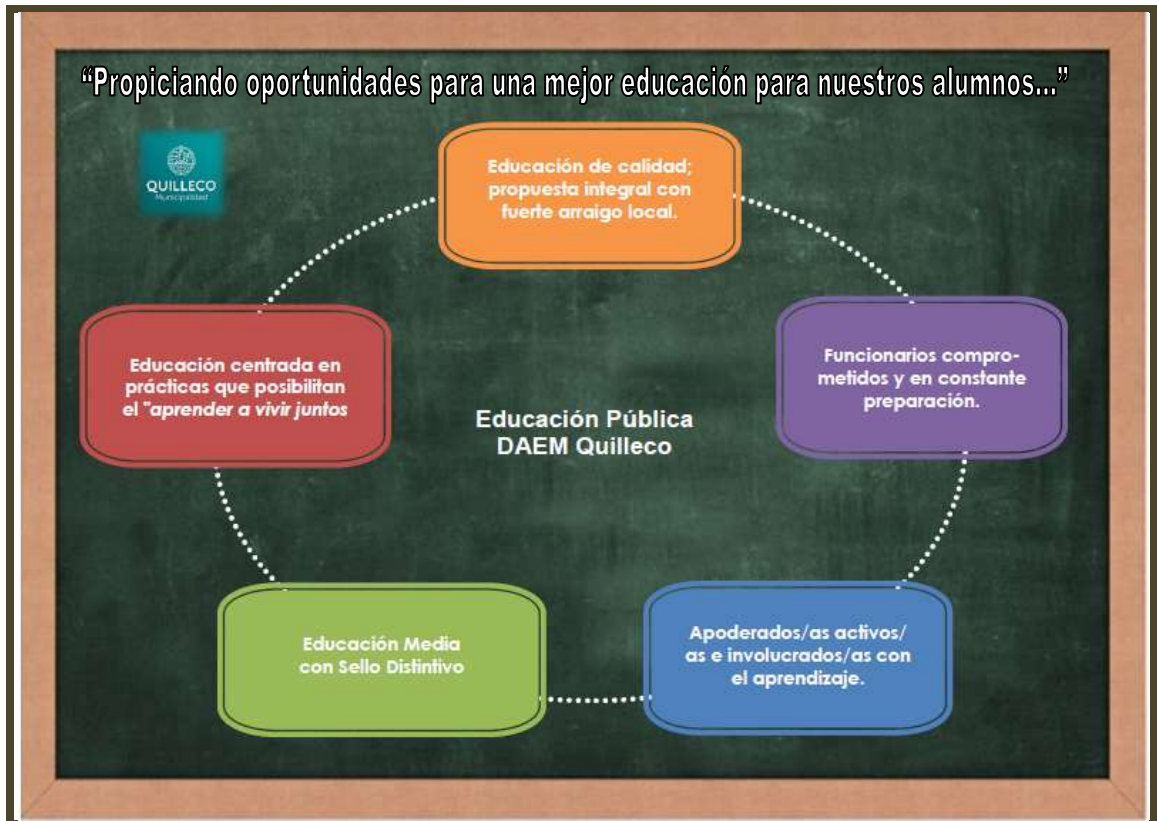 “Propiciando oportunidades para una mejor educación para nuestros alumnos...”
QUILLECO
Municipalidad
Educación de calidad;
propuesta integral con
fuerte arraigo local.
Funcionarios compro-
metidos y en constante
preparación.
Apoderados/as activos/
as e involucrados/as con
el aprendizaje.
Educación Media
con Sello Distintivo
Educación centrada en
prácticas que posibilitan
el "aprender a vivir juntos
Educación Pública
DAEM Quilleco